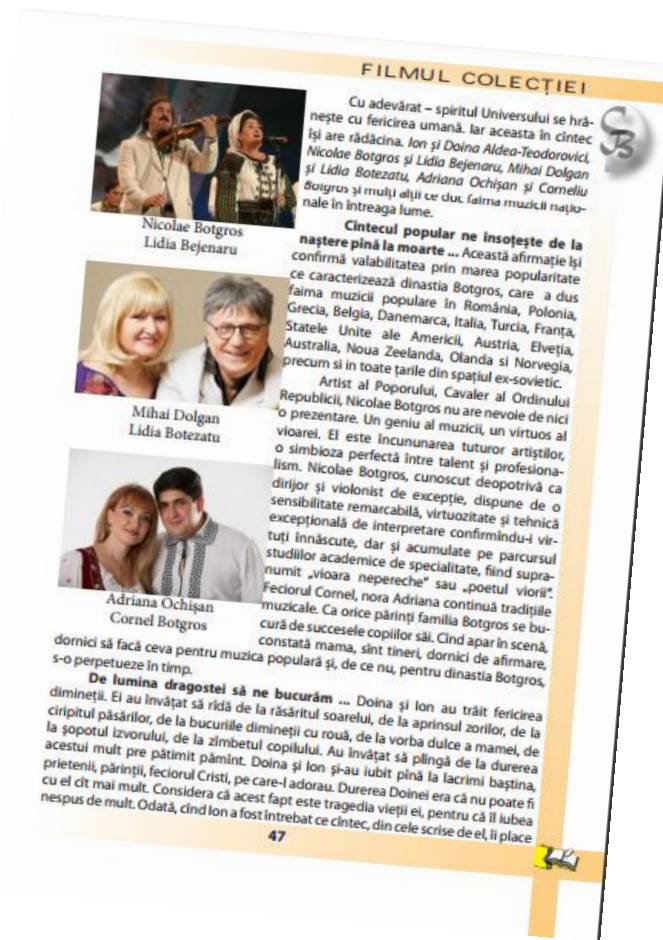 FILMUL COLECȚIEI
SB
Cu adevărat – spiritul Universului se hră-
nește cu fericirea umană. Iar aceasta în cîntec
își are rădăcina. Ion și Doina Aldea-Teodorovici,
Nicolae Botgros și Lidia Bejenaru, Mihai Dolgan
și Lidia Botezatu, Adriana Ochișan și Corneliu
Botgros și mulți alții ce duc faima muzicii națio-
nale în întreaga lume.
Nicolae Botgros
Lidia Bejenaru
Cîntecul popular ne însoțește de la
naștere pînă la moarte ... Această afirmație își
confirmă valabilitatea prin marea popularitate
ce caracterizează dinastia Botgros, care a dus
faima muzicii populare în România, Polonia,
Grecia, Belgia, Danemarca, Italia, Turcia, Franța,
Statele Unite ale Americii, Austria, Elveția,
Australia, Noua Zeelanda, Olanda si Norvegia,
precum si in toate țarile din spațiul ex-sovietic.
Mihai Dolgan
Lidia Botezatu
Artist al Poporului, Cavaler al Ordinului
Republicii, Nicolae Botgros nu are nevoie de nici
o prezentare. Un geniu al muzicii, un virtuos al
vioarei. El este încununarea tuturor artiștilor,
o simbioza perfectă între talent și profesiona-
lism. Nicolae Botgros, cunoscut deopotrivă ca
dirijor și violonist de excepție, dispune de o
sensibilitate remarcabilă, virtuozitate și tehnică
excepțională de interpretare confirmîndu-i vir-
tuți înnăscute, dar și acumulate pe parcursul
studiilor academice de specialitate, fiind supra-
numit „vioara nepereche” sau „poetul viorii”.
Feciorul Cornel, nora Adriana continuă tradițiile
muzicale. Ca orice părinți familia Botgros se bu-
cură de succesele copiilor săi. Cînd apar în scenă,
constată mama, sînt tineri, dornici de afirmare,
Adriana Ochișan
Cornel Botgros
dornici să facă ceva pentru muzica populară și, de ce nu, pentru dinastia Botgros,
s-o perpetueze în timp.
De lumina dragostei să ne bucurăm ... Doina și Ion au trăit fericirea
dimineții. Ei au învățat să rîdă de la răsăritul soarelui, de la aprinsul zorilor, de la
ciripitul păsărilor, de la bucuriile dimineții cu rouă, de la vorba dulce a mamei, de
la șopotul izvorului, de la zîmbetul copilului. Au învățat să plîngă de la durerea
acestui mult pre pătimit pămînt. Doina și Ion și-au iubit pînă la lacrimi baștina,
prietenii, părinții, feciorul Cristi, pe care-l adorau. Durerea Doinei era că nu poate fi
cu el cît mai mult. Considera că acest fapt este tragedia vieții ei, pentru că îl iubea
nespus de mult. Odată, cînd Ion a fost întrebat ce cîntec, din cele scrise de el, îi place
47